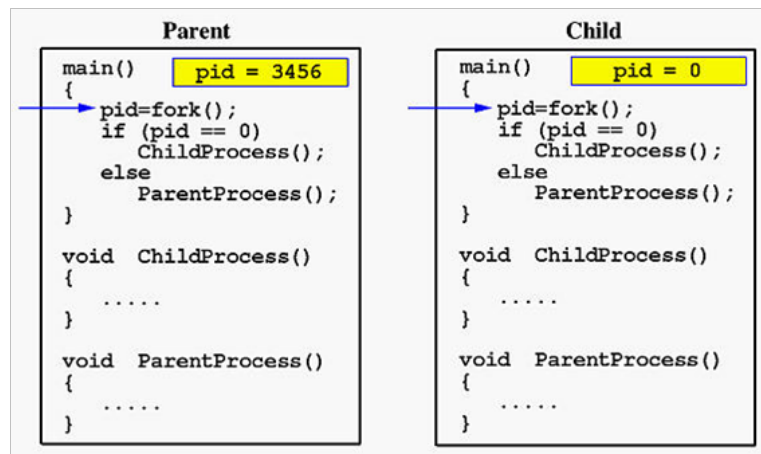 Parent
main()
pid = 3456
{
pid=fork();
if (pid == 0)
ChildProcess();
else
ParentProcess();
}
void ChildProcess()
{
.....
}
void ParentProcess()
{
.....
}
Child
main()
pid = 0
{
pid=fork();
if (pid == 0)
ChildProcess();
else
ParentProcess();
}
void ChildProcess()
{
.....
}
void ParentProcess()
{
.....
}